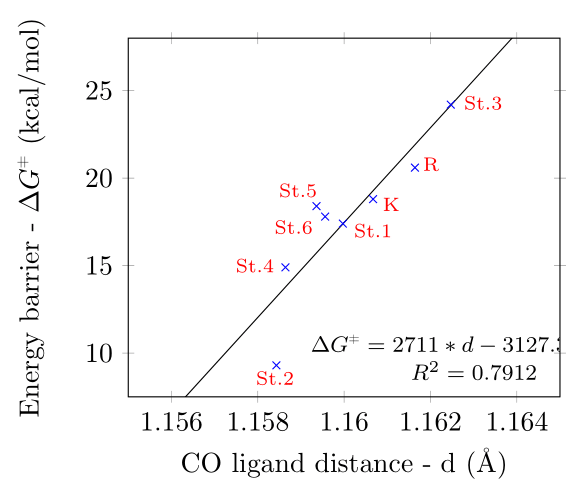 Energy barrier - ΔG‡ (kcal/mol)
25
20
15
10
St.3
R
St.5
K
St.6
St.1
St.4
ΔG‡ = 2711 ∗ d − 3127.3
R² = 0.7912
St.2
1.156 1.158 1.16 1.162 1.164
CO ligand distance - d (Å)